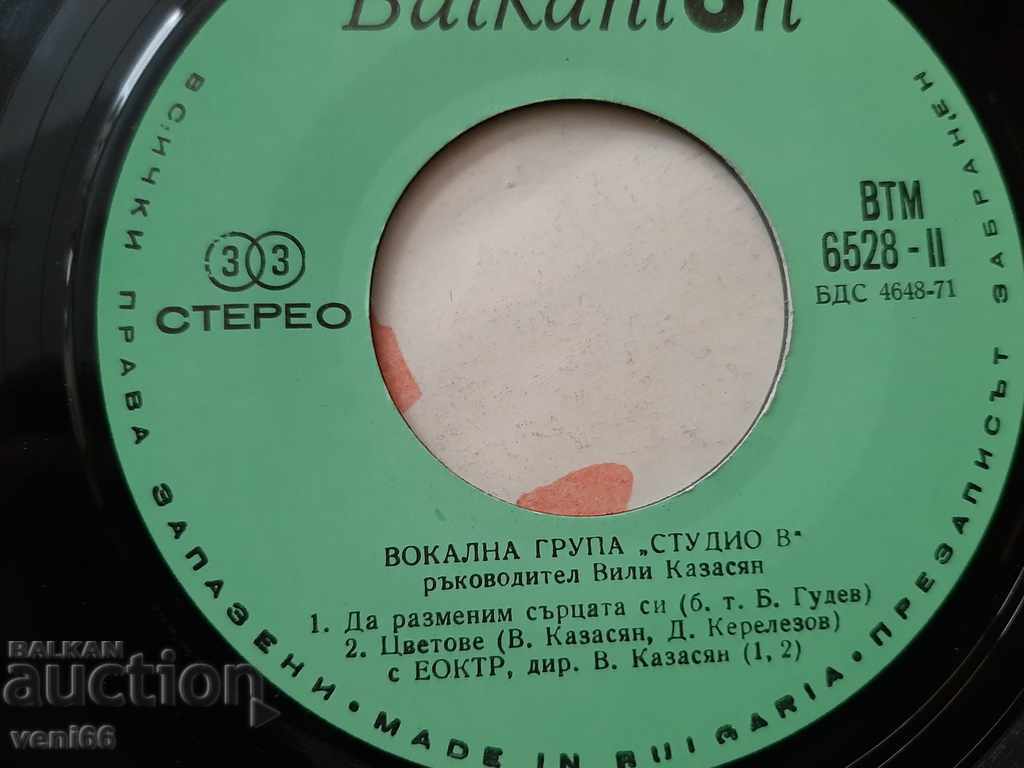 Balkanton
ВСИЧКИ ПРАВА ЗАПАЗЕНИ • MADE IN BULGARIA • ПРЕЗАПИСЪТ ЗАБРАНЕН
33
СТЕРЕО
ВТМ
6528 - II
БДС 4648-71
ВОКАЛНА ГРУПА „СТУДИО В"
ръководител Вили Казасян
1. Да разменим сърцата си (б. т. Б. Гудев)
2. Цветове (В. Казасян, Д. Керелезов)
с ЕОКТР, дир. В. Казасян (1, 2)
BALKAN
auction
veni66